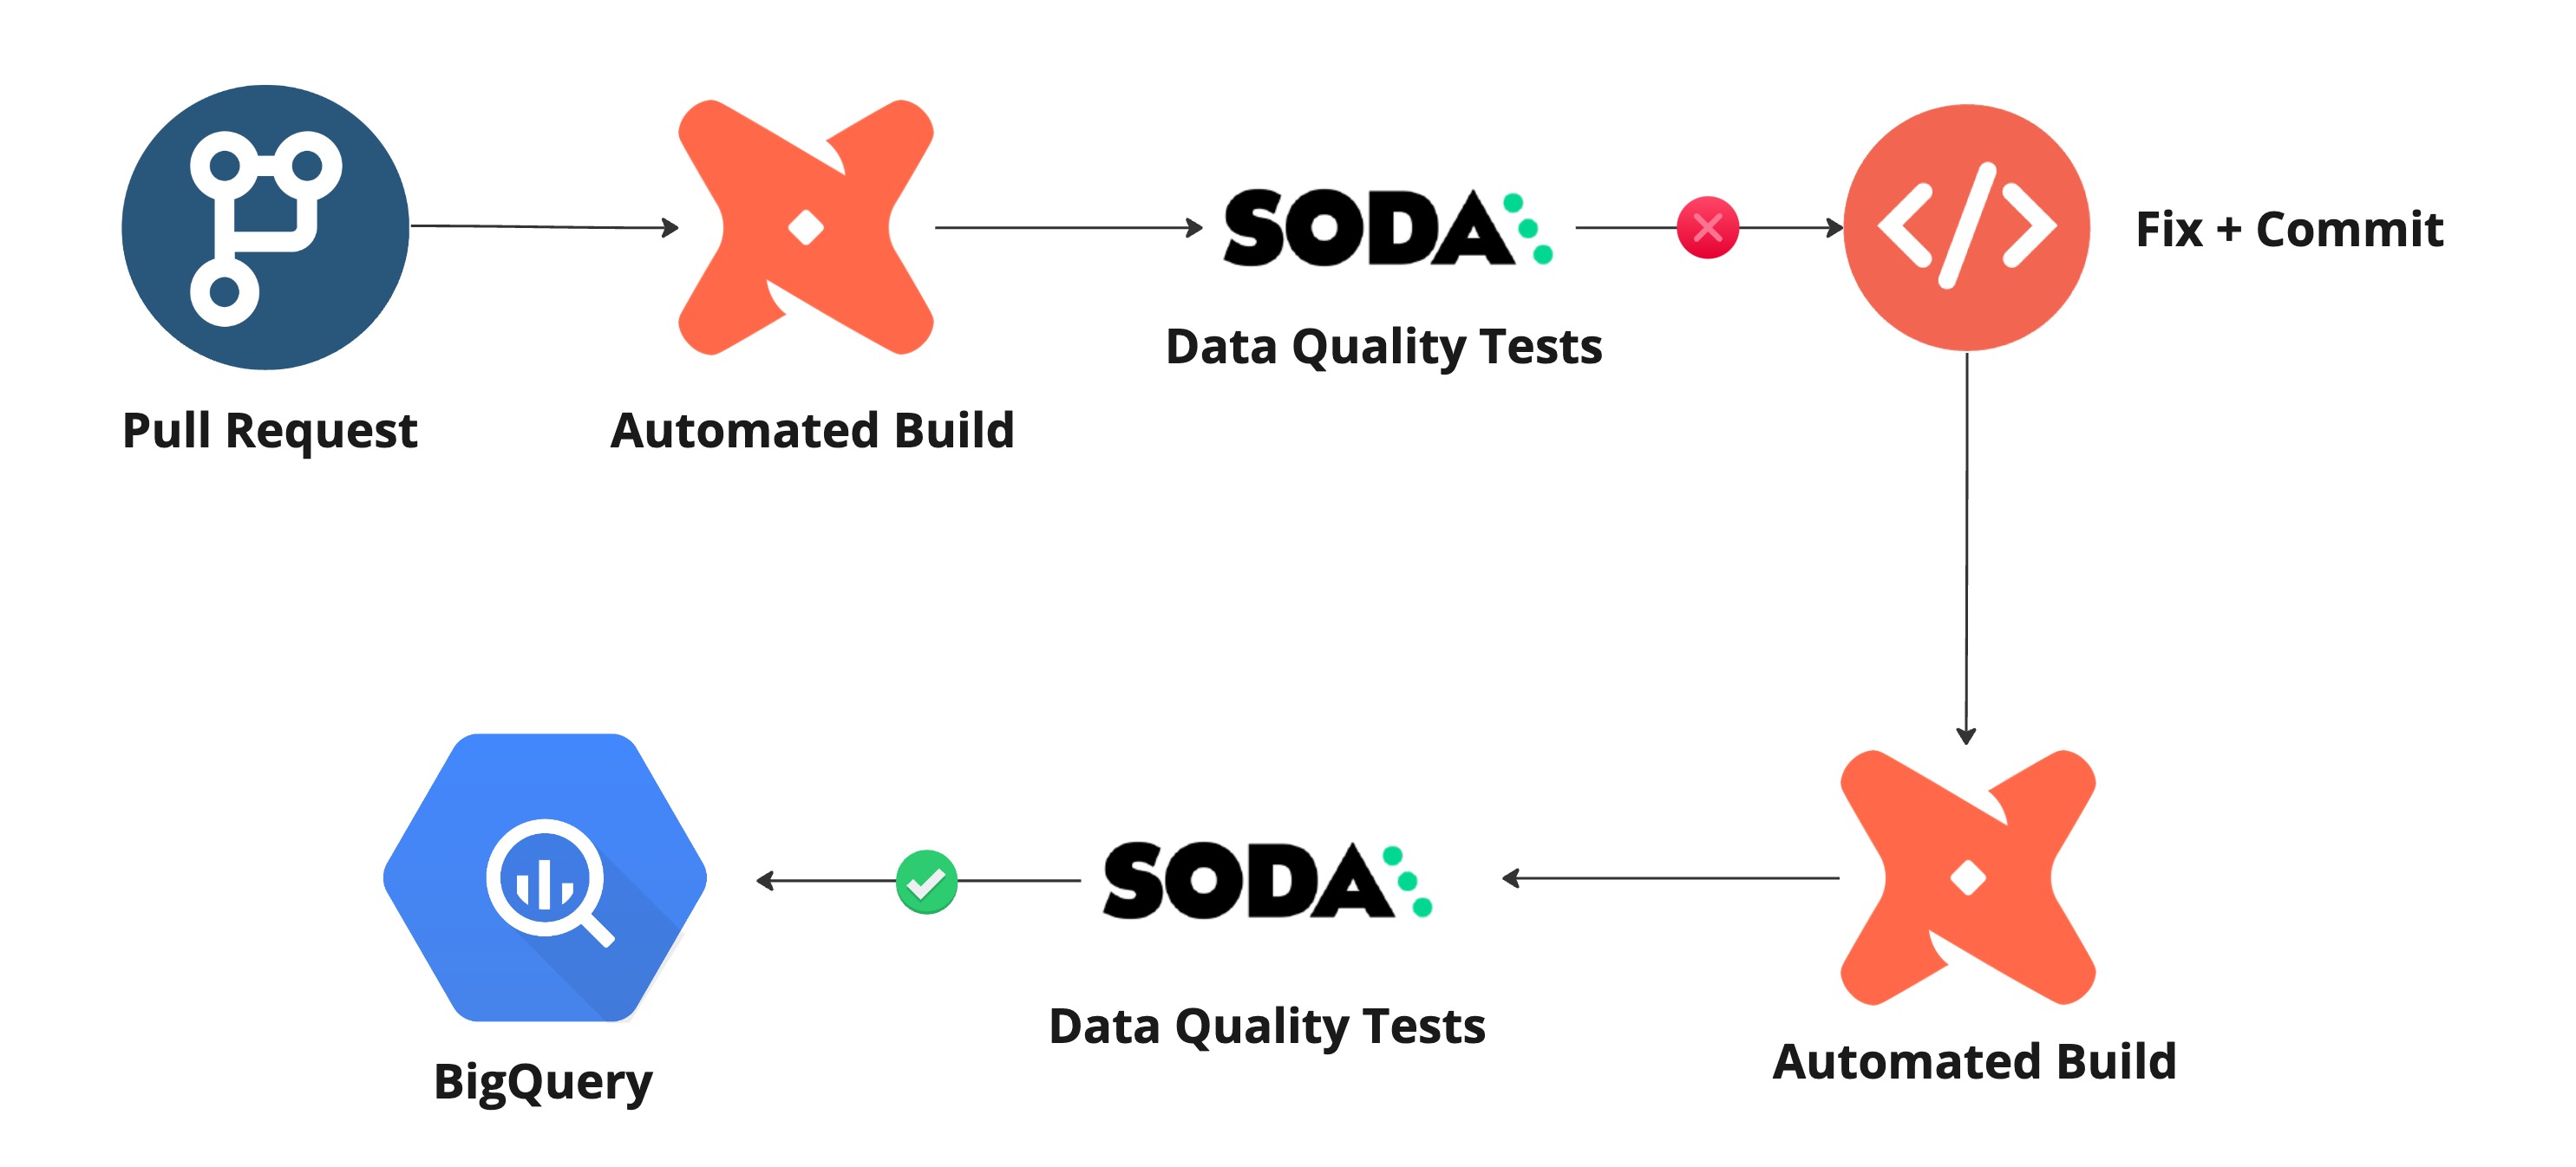 SODA
Fix + Commit
Data Quality Tests
Pull Request
Automated Build
SODA
Data Quality Tests
Automated Build
BigQuery